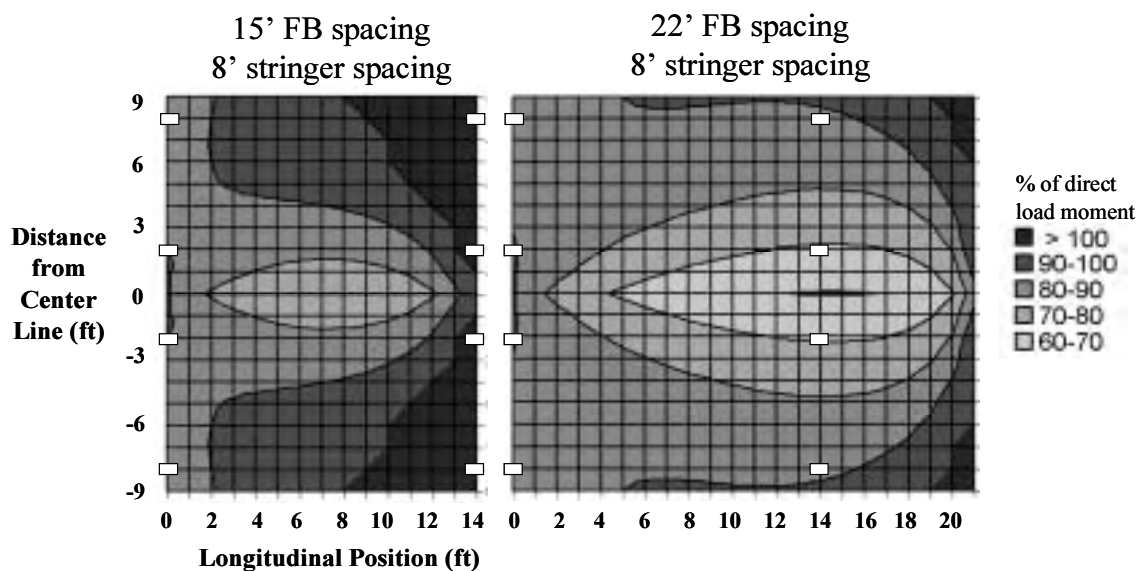 15’ FB spacing
8’ stringer spacing
22’ FB spacing
8’ stringer spacing
9
6
3
0
-3
-6
-9
Distance
from
Center
Line (ft)
0 2 4 6 8 10 12 14
0 2 4 6 8 10 12 14 16 18 20
Longitudinal Position (ft)
% of direct
load moment
> 100
90-100
80-90
70-80
60-70